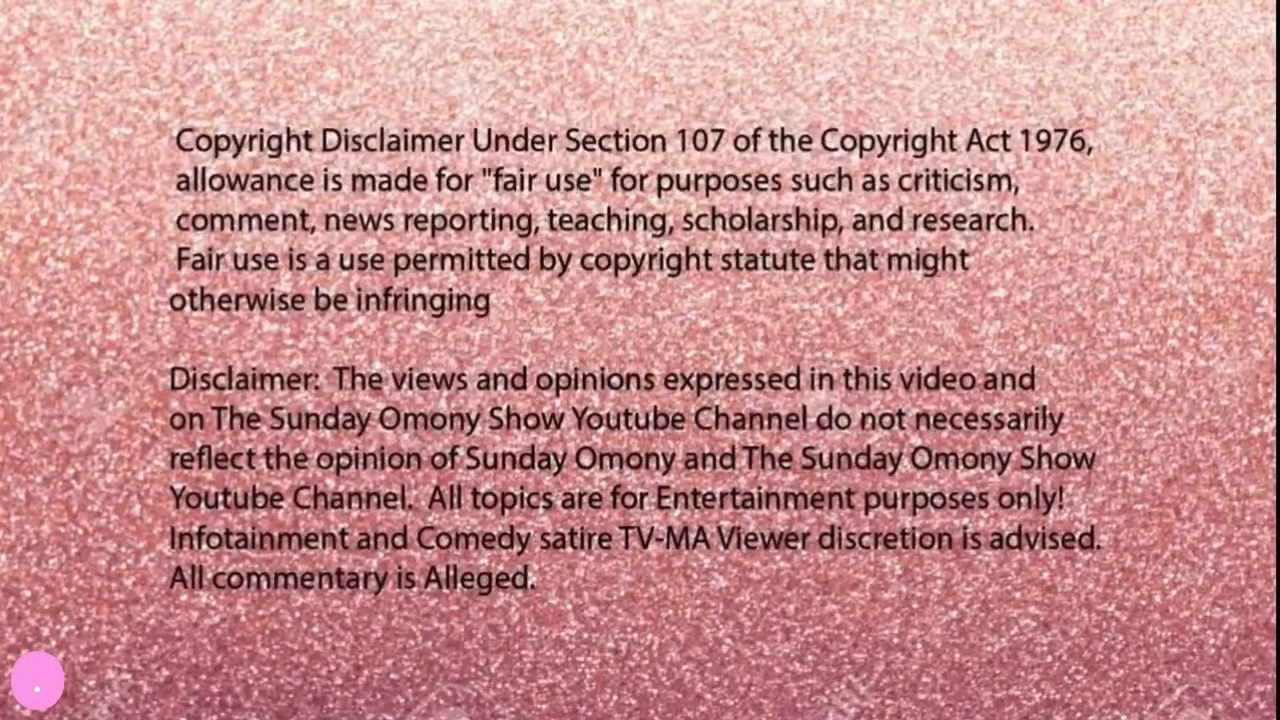 Copyright Disclaimer Under Section 107 of the Copyright Act 1976,
allowance is made for "fair use" for purposes such as criticism,
comment, news reporting, teaching, scholarship, and research.
Fair use is a use permitted by copyright statute that might
otherwise be infringing
Disclaimer: The views and opinions expressed in this video and
on The Sunday Omony Show Youtube Channel do not necessarily
reflect the opinion of Sunday Omony and The Sunday Omony Show
Youtube Channel. All topics are for Entertainment purposes only!
Infotainment and Comedy satire TV-MA Viewer discretion is advised.
All commentary is Alleged.